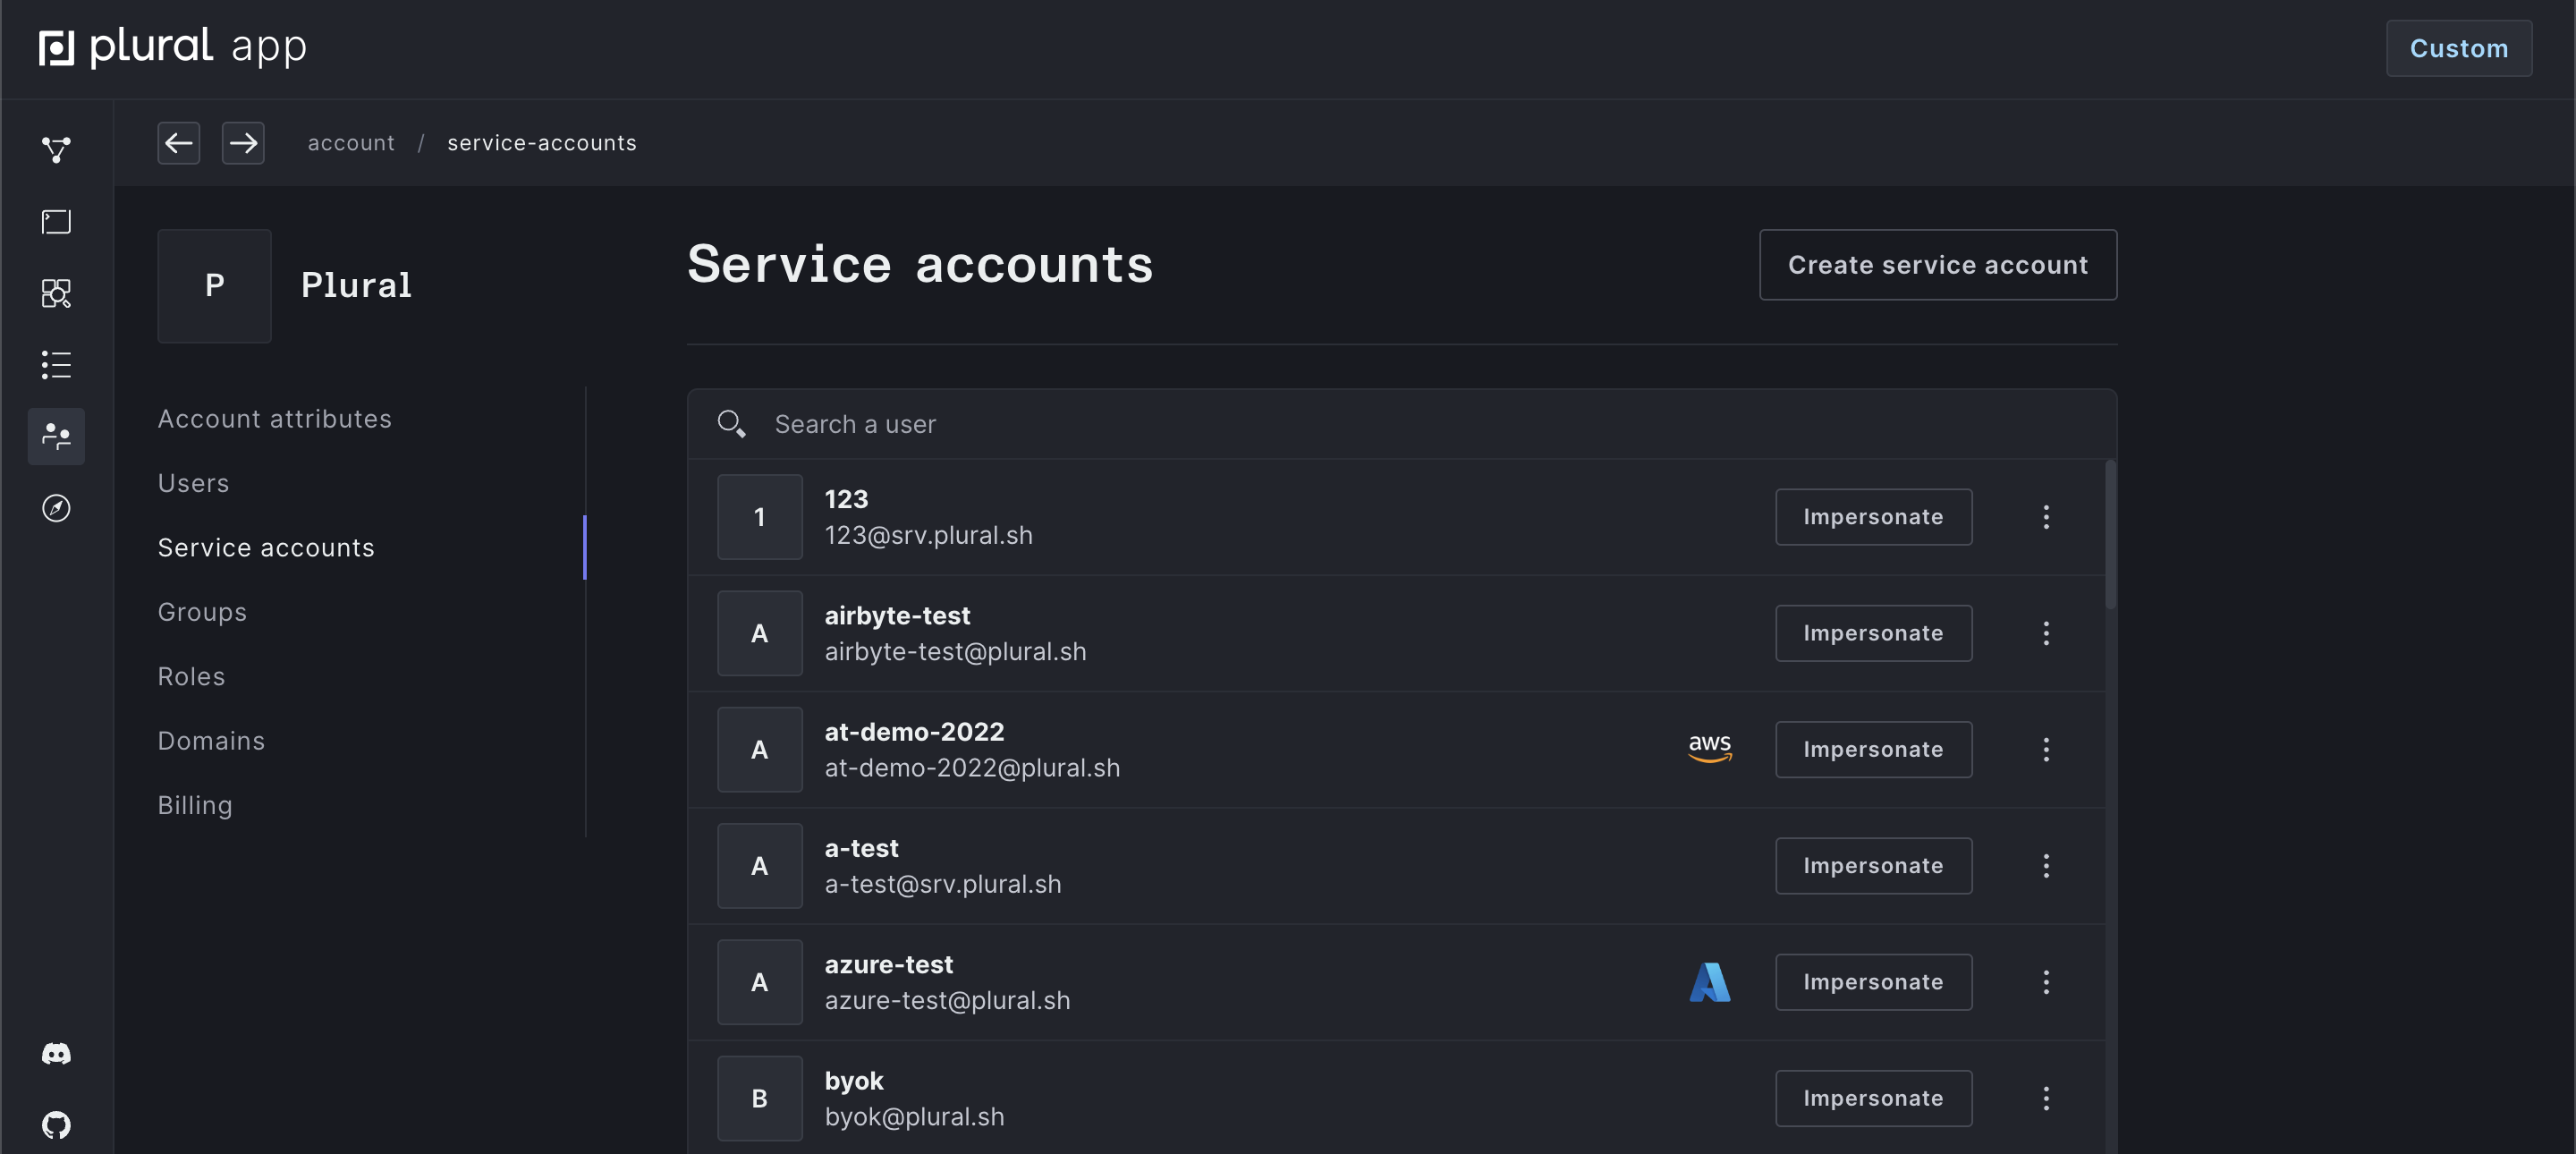 plural app
Custom
account / service-accounts
P
Plural
Service accounts
Create service account
Account attributes
Users
Service accounts
Groups
Roles
Domains
Billing
Search a user
1
123
123@srv.plural.sh
Impersonate
A
airbyte-test
airbyte-test@plural.sh
Impersonate
A
at-demo-2022
at-demo-2022@plural.sh
aws
Impersonate
A
a-test
a-test@srv.plural.sh
Impersonate
A
azure-test
azure-test@plural.sh
Impersonate
B
byok
byok@plural.sh
Impersonate